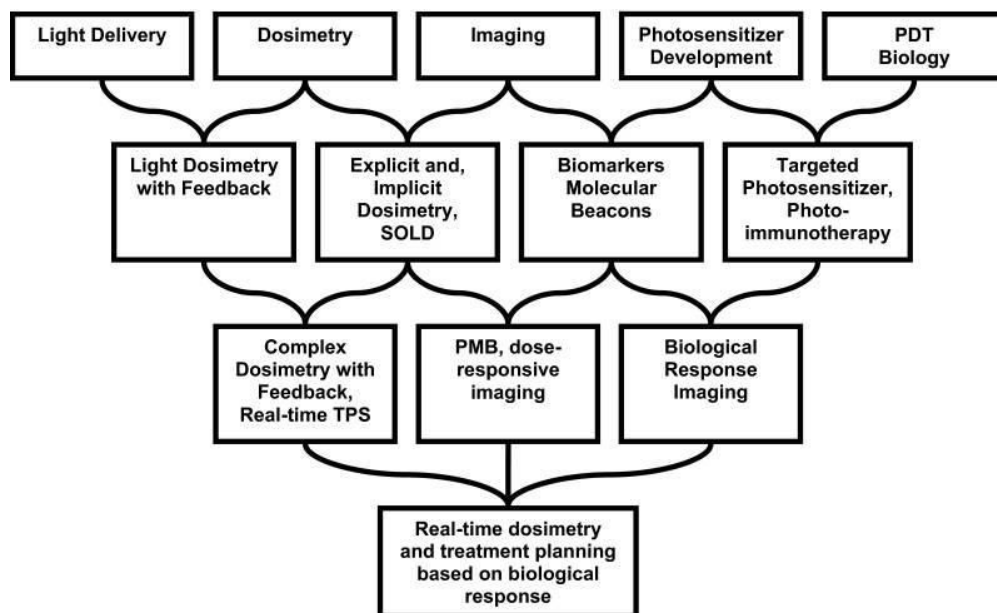 Light Delivery
Dosimetry
Imaging
Photosensitizer
Development
PDT
Biology
Light Dosimetry
with Feedback
Explicit and,
Implicit
Dosimetry,
SOLD
Biomarkers
Molecular
Beacons
Targeted
Photosensitizer,
Photo-
immunotherapy
Complex
Dosimetry with
Feedback,
Real-time TPS
PMB, dose-
responsive
imaging
Biological
Response
Imaging
Real-time dosimetry
and treatment planning
based on biological
response